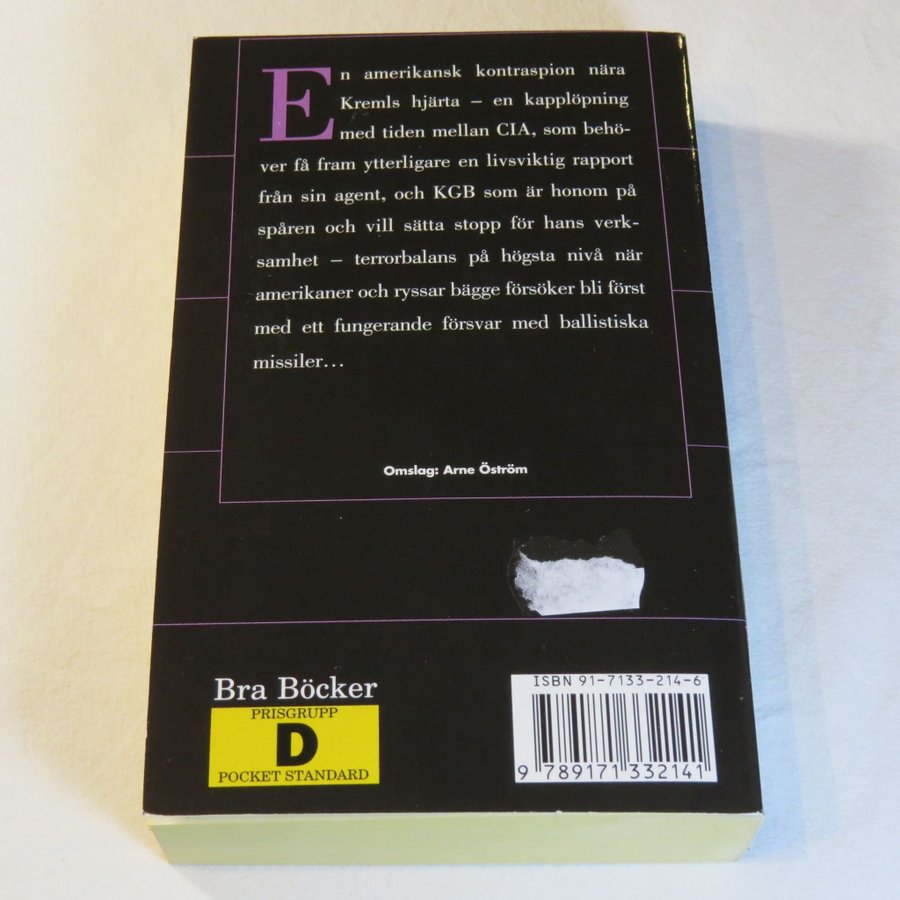 En amerikansk kontraspion nära
Kremls hjärta – en kapplöpning
med tiden mellan CIA, som behö-
ver få fram ytterligare en livsviktig rapport
från sin agent, och KGB som är honom på
spåren och vill sätta stopp för hans verk-
samhet – terrorbalans på högsta nivå när
amerikaner och ryssar bägge försöker bli först
med ett fungerande försvar med ballistiska
missiler...
Omslag: Arne Öström
Bra Böcker
PRISGRUPP
D
POCKET STANDARD
ISBN 91-7133-214-6
9 789171 332141